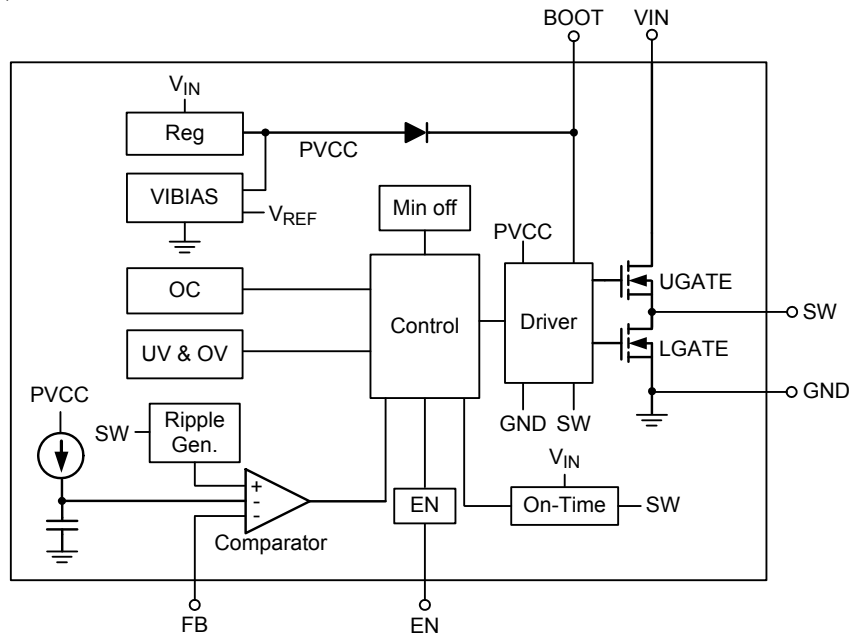 BOOT VIN
VIN
Reg
PVCC
VIBIAS
VREF
Min off
PVCC
OC
Control
Driver
UGATE
SW
UV & OV
LGATE
PVCC
GND
SW
Ripple
Gen.
GND SW
VIN
+
-
-
EN
On-Time
SW
Comparator
FB
EN